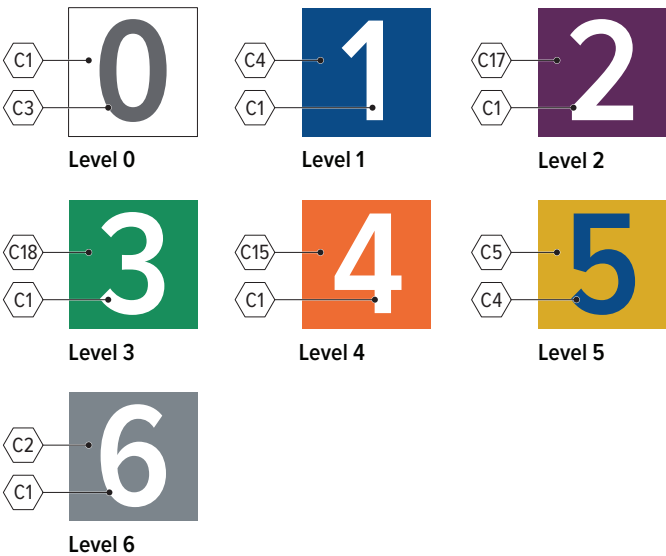 C1
0
C3
Level 0
C4
1
C1
Level 1
C17
2
C1
Level 2
C18
3
C1
Level 3
C15
4
C1
Level 4
C5
5
C4
Level 5
C2
6
C1
Level 6